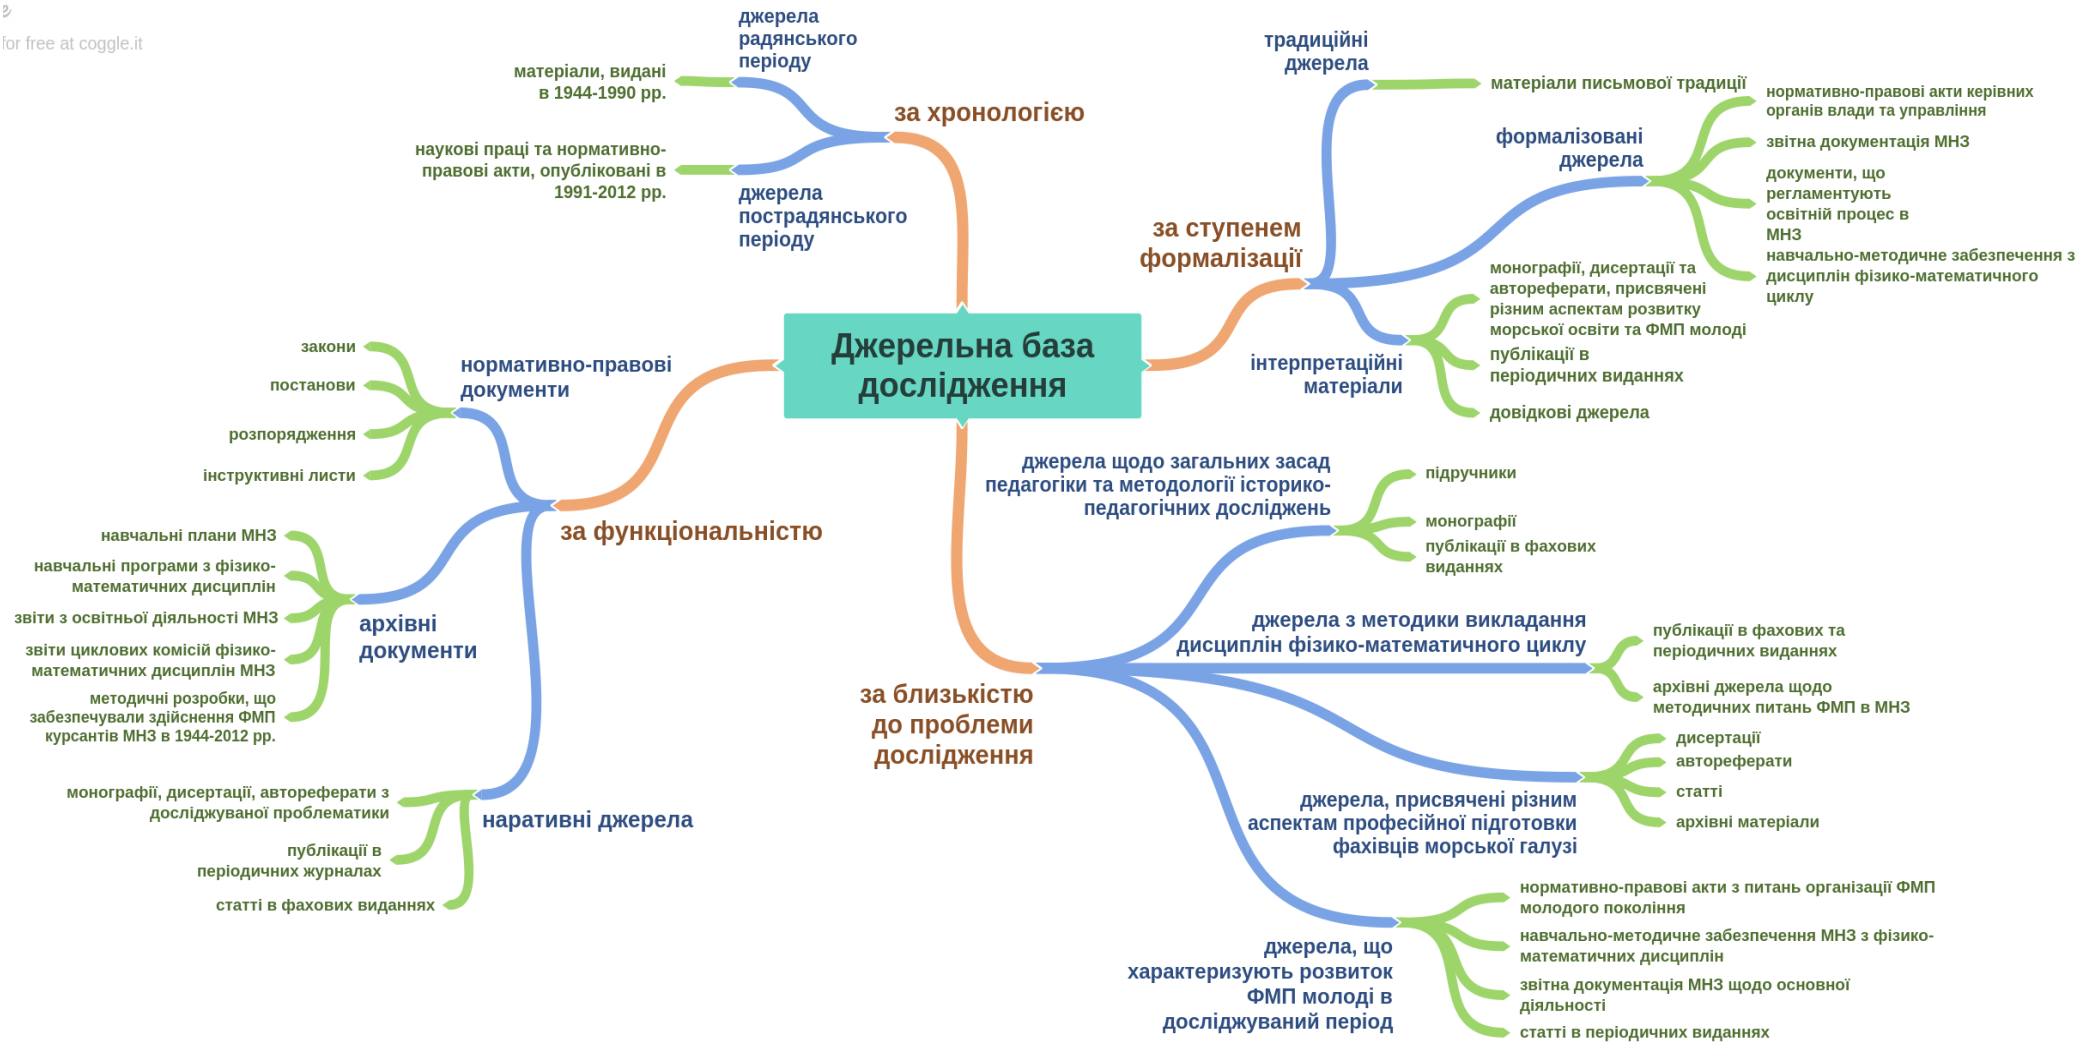 for free at coggle.it
джерела
радянського
періоду
матеріали, видані
в 1944-1990 рр.
за хронологією
наукові праці та нормативно-
правові акти, опубліковані в
1991-2012 рр.
джерела
пострадянського
періоду
традиційні
джерела
матеріали письмової традиції
формалізовані
джерела
нормативно-правові акти керівних
органів влади та управління
звітна документація МНЗ
документи, що
регламентують
освітній процес в
МНЗ
навчально-методичне забезпечення з
дисциплін фізико-математичного
циклу
за ступенем
формалізації
монографії, дисертації та
автореферати, присвячені
різним аспектам розвитку
морської освіти та ФМП молоді
публікації в
періодичних виданнях
довідкові джерела
інтерпретаційні
матеріали
Джерельна база
дослідження
закони
постанови
розпорядження
інструктивні листи
нормативно-правові
документи
за функціональністю
навчальні плани МНЗ
навчальні програми з фізико-
математичних дисциплін
звіти з освітньої діяльності МНЗ
звіти циклових комісій фізико-
математичних дисциплін МНЗ
методичні розробки, що
забезпечували здійснення ФМП
курсантів МНЗ в 1944-2012 рр.
архівні
документи
монографії, дисертації, автореферати з
досліджуваної проблематики
публікації в
періодичних журналах
статті в фахових виданнях
наративні джерела
джерела щодо загальних засад
педагогіки та методології історико-
педагогічних досліджень
підручники
монографії
публікації в фахових
виданнях
джерела з методики викладання
дисциплін фізико-математичного циклу
публікації в фахових та
періодичних виданнях
архівні джерела щодо
методичних питань ФМП в МНЗ
за близькістю
до проблеми
дослідження
дисертації
автореферати
статті
архівні матеріали
джерела, присвячені різним
аспектам професійної підготовки
фахівців морської галузі
нормативно-правові акти з питань організації ФМП
молодого покоління
навчально-методичне забезпечення МНЗ з фізико-
математичних дисциплін
звітна документація МНЗ щодо основної
діяльності
статті в періодичних виданнях
джерела, що
характеризують розвиток
ФМП молоді в
досліджуваний період